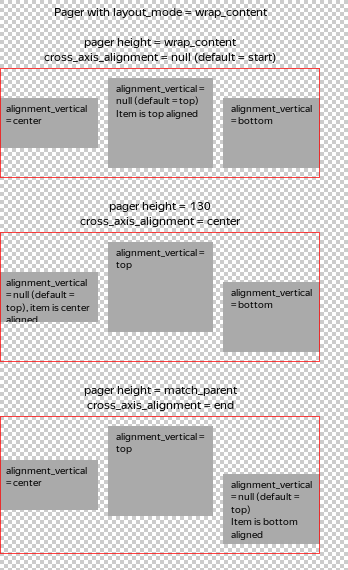 Pager with layout_mode = wrap_content
pager height = wrap_content
cross_axis_alignment = null (default = start)
alignment_vertical
= center
alignment_vertical =
null (default = top)
Item is top aligned
alignment_vertical
= bottom
pager height = 130
cross_axis_alignment = center
alignment_vertical
= null (default =
top), item is center
aligned
alignment_vertical =
top
alignment_vertical
= bottom
pager height = match_parent
cross_axis_alignment = end
alignment_vertical
= center
alignment_vertical =
top
alignment_vertical
= null (default =
top)
Item is bottom
aligned